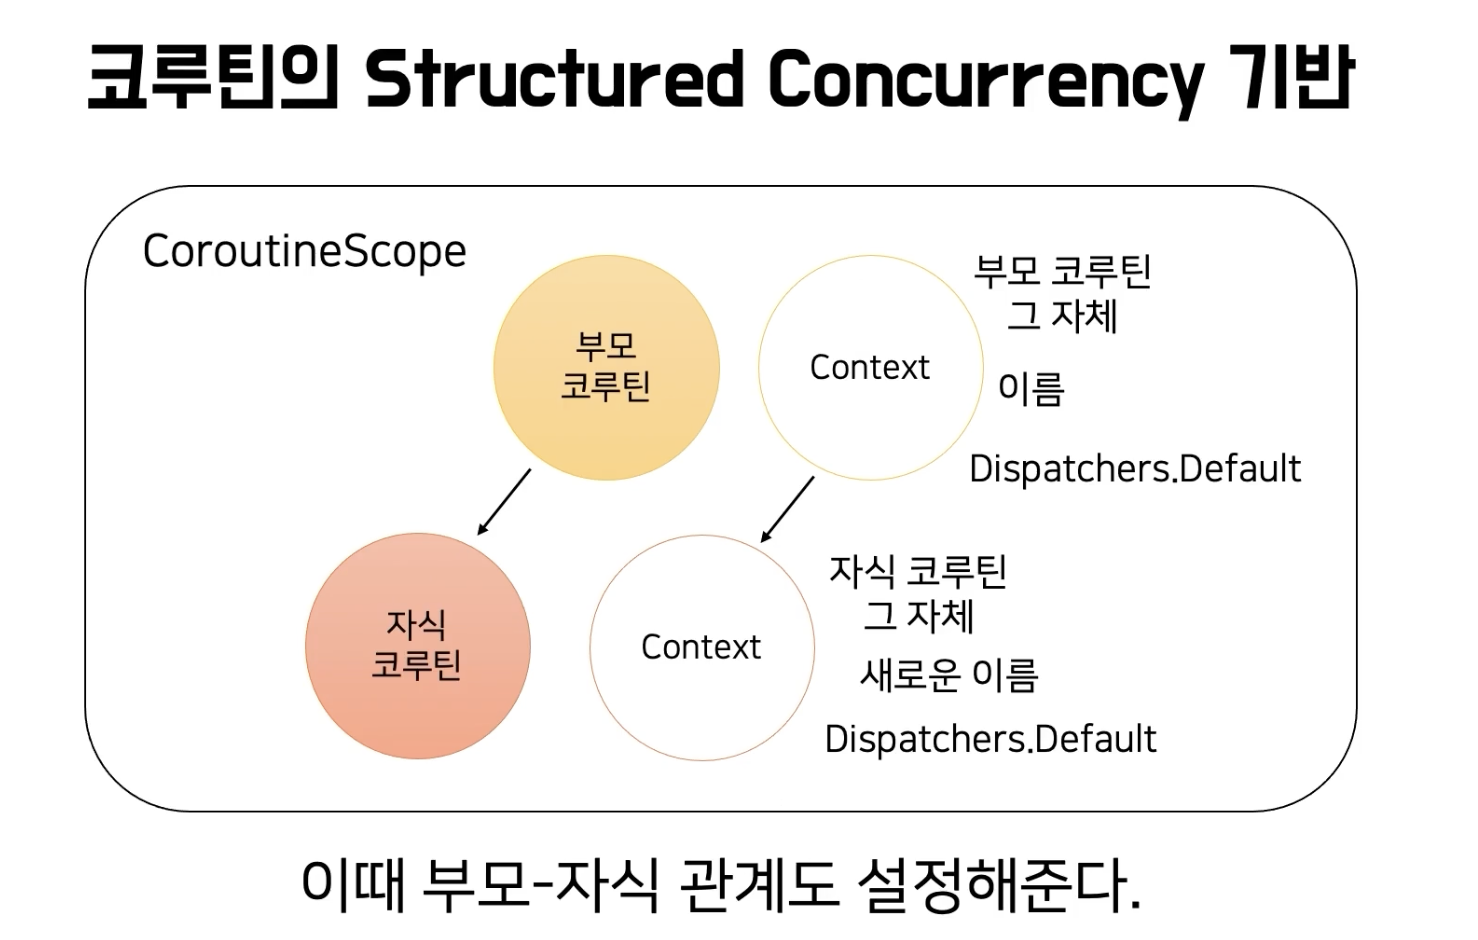 코루틴의 Structured Concurrency 기반
CoroutineScope
부모
코루틴
Context
부모 코루틴
그 자체
이름
Dispatchers.Default
자식
코루틴
Context
자식 코루틴
그 자체
새로운 이름
Dispatchers.Default
이때 부모-자식 관계도 설정해준다.